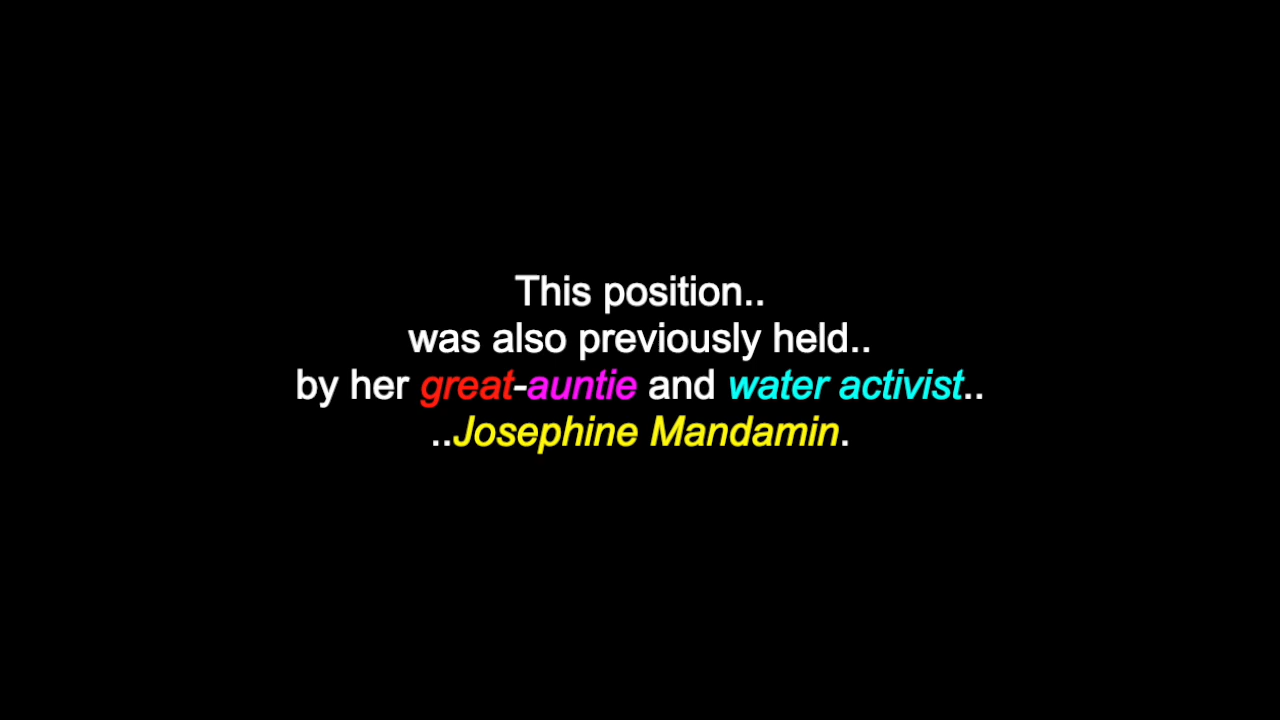 This position..
was also previously held..
by her great-auntie and water activist..
..Josephine Mandamin.